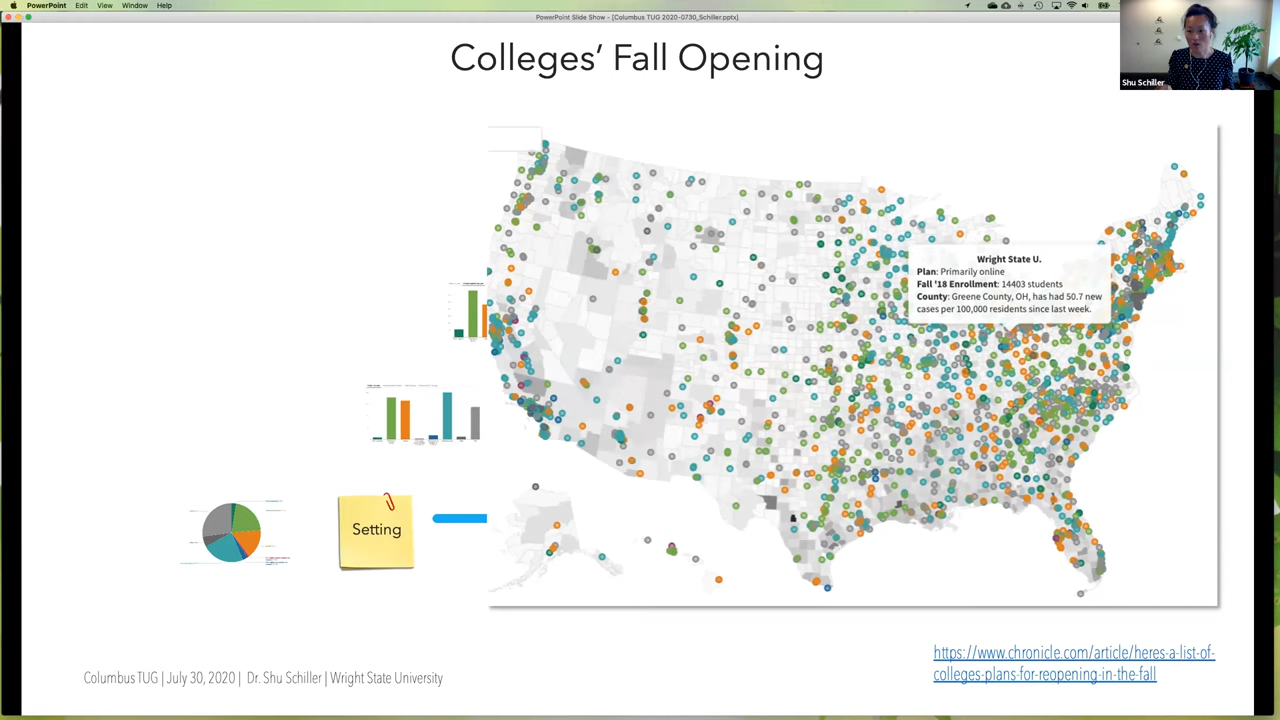 PowerPoint Edit View Window Help
PowerPoint Slide Show - [Columbus TUG 2020-0730_Schiller.pptx]
Colleges' Fall Opening
Shu Schiller
Wright State U.
Plan: Primarily online
Fall '18 Enrollment: 14403 students
County: Greene County, OH, has had 50.7 new
cases per 100,000 residents since last week.
Setting
https://www.chronicle.com/article/heres-a-list-of-
colleges-plans-for-reopening-in-the-fall
Columbus TUG | July 30, 2020 | Dr. Shu Schiller | Wright State University